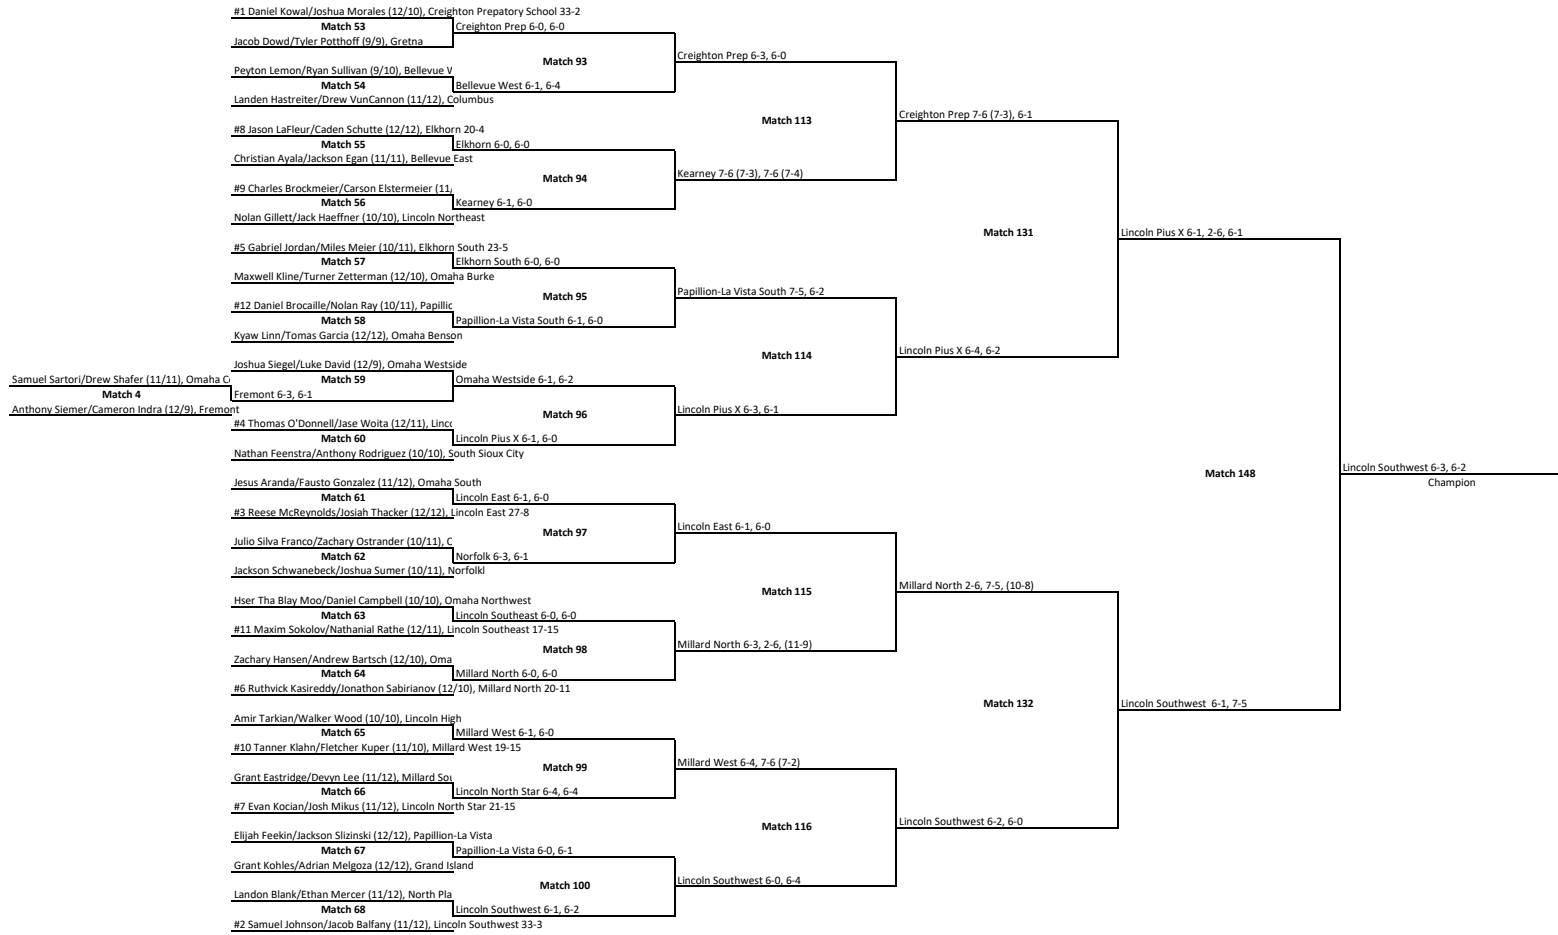 #1 Daniel Kowal/Joshua Morales (12/10), Creighton Prepatory School 33-2
Match 53
Creighton Prep 6-0, 6-0
Jacob Dowd/Tyler Potthoff (9/9), Gretna
Match 93
Creighton Prep 6-3, 6-0
Peyton Lemon/Ryan Sullivan (9/10), Bellevue
Match 54
Bellevue West 6-1, 6-4
Landen Hastreiter/Drew VunCannon (11/12), Columbus
Match 113
Creighton Prep 7-6 (7-3), 6-1
#8 Jason LaFleur/Caden Schutte (12/12), Elkhorn 20-4
Match 55
Elkhorn 6-0, 6-0
Christian Ayala/Jackson Egan (11/11), Bellevue East
Match 94
Kearney 7-6 (7-3), 7-6 (7-4)
#9 Charles Brockmeier/Carson Elstermeier (11/
Match 56
Kearney 6-1, 6-0
Nolan Gillett/Jack Haeffner (10/10), Lincoln Northeast
Match 131
Lincoln Pius X 6-1, 2-6, 6-1
#5 Gabriel Jordan/Miles Meier (10/11), Elkhorn South 23-5
Match 57
Elkhorn South 6-0, 6-0
Maxwell Kline/Turner Zetterman (12/10), Omaha Burke
Match 95
Papillion-La Vista South 7-5, 6-2
#12 Daniel Brocaille/Nolan Ray (10/11), Papillic
Match 58
Papillion-La Vista South 6-1, 6-0
Kyaw Linn/Tomas Garcia (12/12), Omaha Benson
Match 114
Lincoln Pius X 6-4, 6-2
Joshua Siegel/Luke David (12/9), Omaha Westside
Samuel Sartori/Drew Shafer (11/11), Omaha C
Match 59
Omaha Westside 6-1, 6-2
Match 4
Fremont 6-3, 6-1
Anthony Siemer/Cameron Indra (12/9), Fremont
Match 96
Lincoln Pius X 6-3, 6-1
#4 Thomas O'Donnell/Jase Woita (12/11), Linc
Match 60
Lincoln Pius X 6-1, 6-0
Nathan Feenstra/Anthony Rodriguez (10/10), South Sioux City
Match 148
Lincoln Southwest 6-3, 6-2
Champion
Jesus Aranda/Fausto Gonzalez (11/12), Omaha South
Match 61
Lincoln East 6-1, 6-0
#3 Reese McReynolds/Josiah Thacker (12/12), Lincoln East 27-8
Match 97
Lincoln East 6-1, 6-0
Julio Silva Franco/Zachary Ostrander (10/11), C
Match 62
Norfolk 6-3, 6-1
Jackson Schwanebeck/Joshua Sumer (10/11), Norfolkl
Match 115
Millard North 2-6, 7-5, (10-8)
Hser Tha Blay Moo/Daniel Campbell (10/10), Omaha Northwest
Match 63
Lincoln Southeast 6-0, 6-0
#11 Maxim Sokolov/Nathanial Rathe (12/11), Lincoln Southeast 17-15
Match 98
Millard North 6-3, 2-6, (11-9)
Zachary Hansen/Andrew Bartsch (12/10), Oma
Match 64
Millard North 6-0, 6-0
#6 Ruthvick Kasireddy/Jonathon Sabirianov (12/10), Millard North 20-11
Match 132
Lincoln Southwest  6-1, 7-5
Amir Tarkian/Walker Wood (10/10), Lincoln High
Match 65
Millard West 6-1, 6-0
#10 Tanner Klahn/Fletcher Kuper (11/10), Millard West 19-15
Match 99
Millard West 6-4, 7-6 (7-2)
Grant Eastridge/Devyn Lee (11/12), Millard Sou
Match 66
Lincoln North Star 6-4, 6-4
#7 Evan Kocian/Josh Mikus (11/12), Lincoln North Star 21-15
Match 116
Lincoln Southwest 6-2, 6-0
Elijah Feekin/Jackson Slizinski (12/12), Papillion-La Vista
Match 67
Papillion-La Vista 6-0, 6-1
Grant Kohles/Adrian Melgoza (12/12), Grand Island
Match 100
Lincoln Southwest 6-0, 6-4
Landon Blank/Ethan Mercer (11/12), North Pla
Match 68
Lincoln Southwest 6-1, 6-2
#2 Samuel Johnson/Jacob Balfany (11/12), Lincoln Southwest 33-3